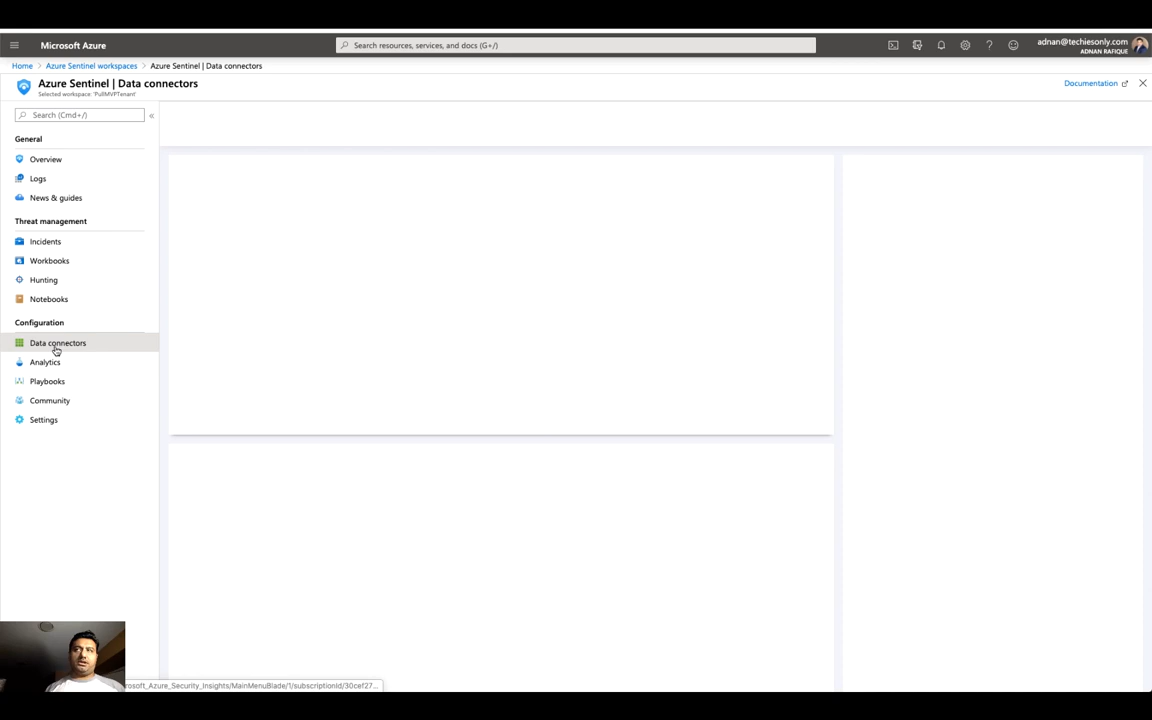 Microsoft Azure
Search resources, services, and docs (G+/)
adnan@techiesonly.com
ADNAN RAFIQUE
Home
Azure Sentinel workspaces
Azure Sentinel | Data connectors
Azure Sentinel | Data connectors
Selected workspace: 'PullMVPTenant'
Documentation
Search (Cmd+/)
General
Overview
Logs
News & guides
Threat management
Incidents
Workbooks
Hunting
Notebooks
Configuration
Data connectors
Analytics
Playbooks
Community
Settings
rosoft_Azure_Security_Insights/MainMenuBlade/1/subscriptionId/30cef27...